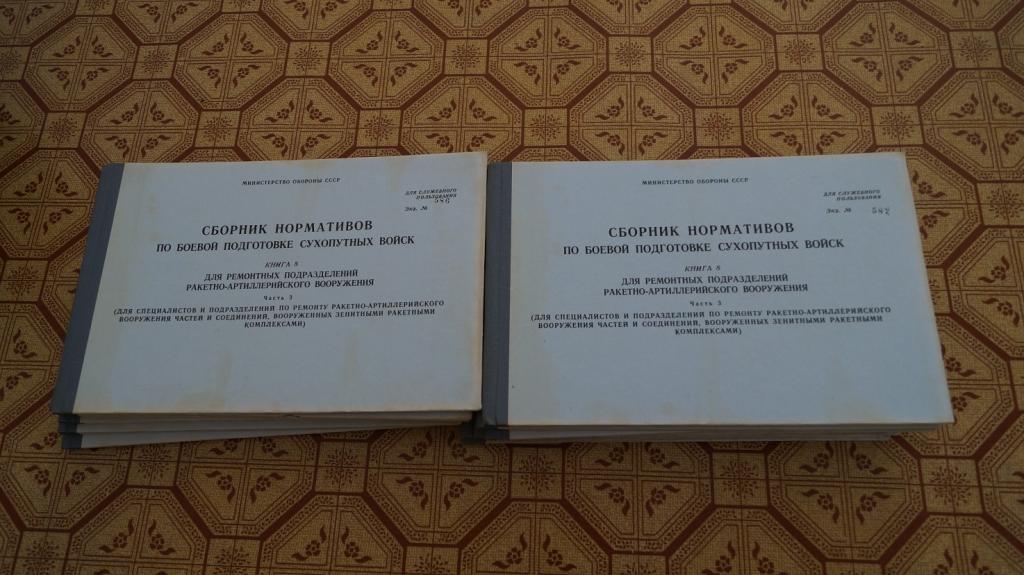 МИНИСТЕРСТВО ОБОРОНЫ СССР
ДЛЯ СЛУЖЕБНОГО
ПОЛЬЗОВАНИЯ
Экз. № 586
СБОРНИК НОРМАТИВОВ
ПО БОЕВОЙ ПОДГОТОВКЕ СУХОПУТНЫХ ВОЙСК
КНИГА 8
ДЛЯ РЕМОНТНЫХ ПОДРАЗДЕЛЕНИЙ
РАКЕТНО-АРТИЛЛЕРИЙСКОГО ВООРУЖЕНИЯ
Часть 3
(ДЛЯ СПЕЦИАЛИСТОВ И ПОДРАЗДЕЛЕНИЙ ПО РЕМОНТУ РАКЕТНО-АРТИЛЛЕРИЙСКОГО
ВООРУЖЕНИЯ ЧАСТЕЙ И СОЕДИНЕНИЙ, ВООРУЖЕННЫХ ЗЕНИТНЫМИ РАКЕТНЫМИ
КОМПЛЕКСАМИ)
МИНИСТЕРСТВО ОБОРОНЫ СССР
ДЛЯ СЛУЖЕБНОГО
ПОЛЬЗОВАНИЯ
Экз. №
СБОРНИК НОРМАТИВОВ
ПО БОЕВОЙ ПОДГОТОВКЕ СУХОПУТНЫХ ВОЙСК
КНИГА 8
ДЛЯ РЕМОНТНЫХ ПОДРАЗДЕЛЕНИЙ
РАКЕТНО-АРТИЛЛЕРИЙСКОГО ВООРУЖЕНИЯ
Часть 3
(ДЛЯ СПЕЦИАЛИСТОВ И ПОДРАЗДЕЛЕНИЙ ПО РЕМОНТУ РАКЕТНО-АРТИЛЛЕРИЙСКОГО
ВООРУЖЕНИЯ ЧАСТЕЙ И СОЕДИНЕНИЙ, ВООРУЖЕННЫХ ЗЕНИТНЫМИ РАКЕТНЫМИ
КОМПЛЕКСАМИ)